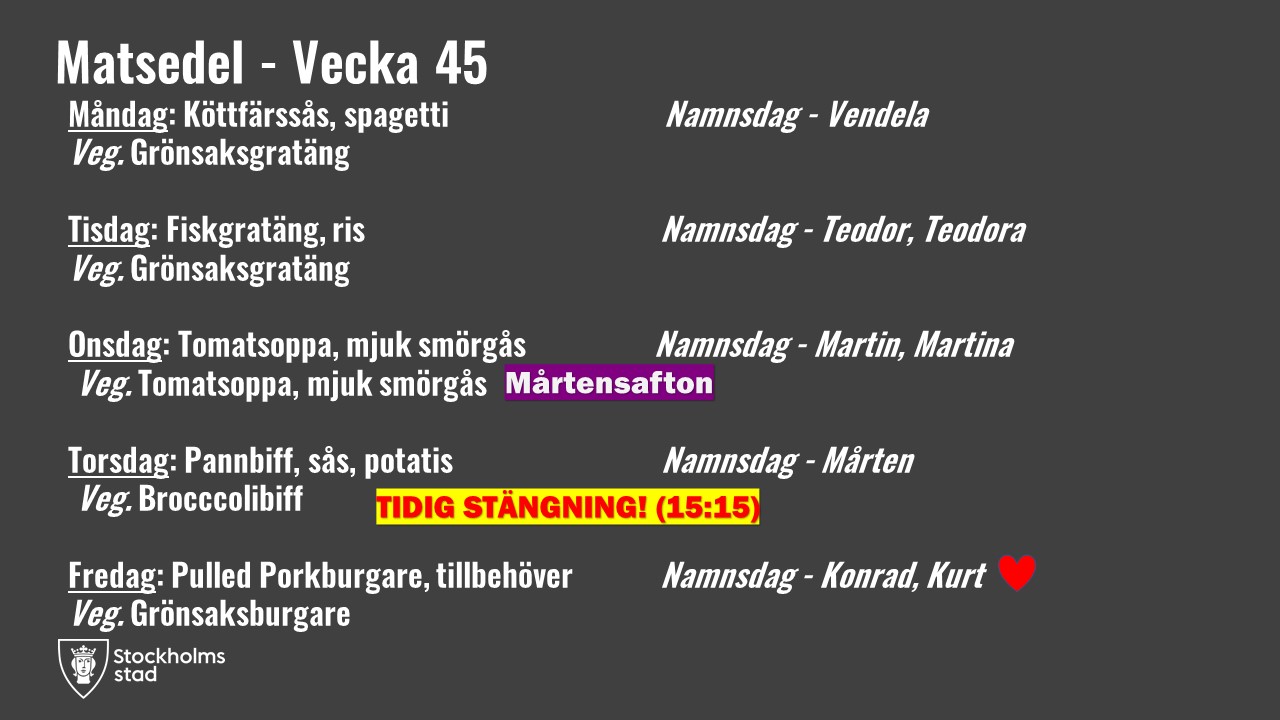 Matsedel - Vecka 45
Måndag: Köttfärssås, spagetti Namnsdag - Vendela
Veg. Grönsaksgratäng
Tisdag: Fiskgratäng, ris Namnsdag - Teodor, Teodora
Veg. Grönsaksgratäng
Onsdag: Tomatsoppa, mjuk smörgås Namnsdag - Martin, Martina
Veg. Tomatsoppa, mjuk smörgås Mårtensafton
Torsdag: Pannbiff, sås, potatis Namnsdag - Mårten
Veg. Brocccolibiff TIDIG STÄNGNING! (15:15)
Fredag: Pulled Porkburgare, tillbehöver Namnsdag - Konrad, Kurt
Veg. Grönsaksburgare
Stockholms
stad